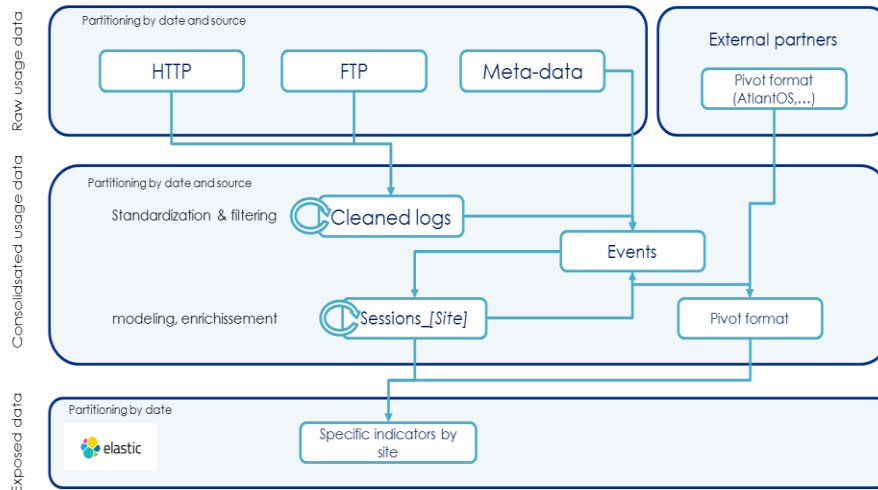 Raw usage data
Partitioning by date and source
HTTP
FTP
Meta-data
External partners
Pivot format
(AtlantOS,...)
Consolidsated usage data
Partitioning by date and source
Standardization & filtering
Cleaned logs
Events
modeling, enrichissement
Sessions_[Site]
Pivot format
Exposed data
Partitioning by date
elastic
Specific indicators by
site